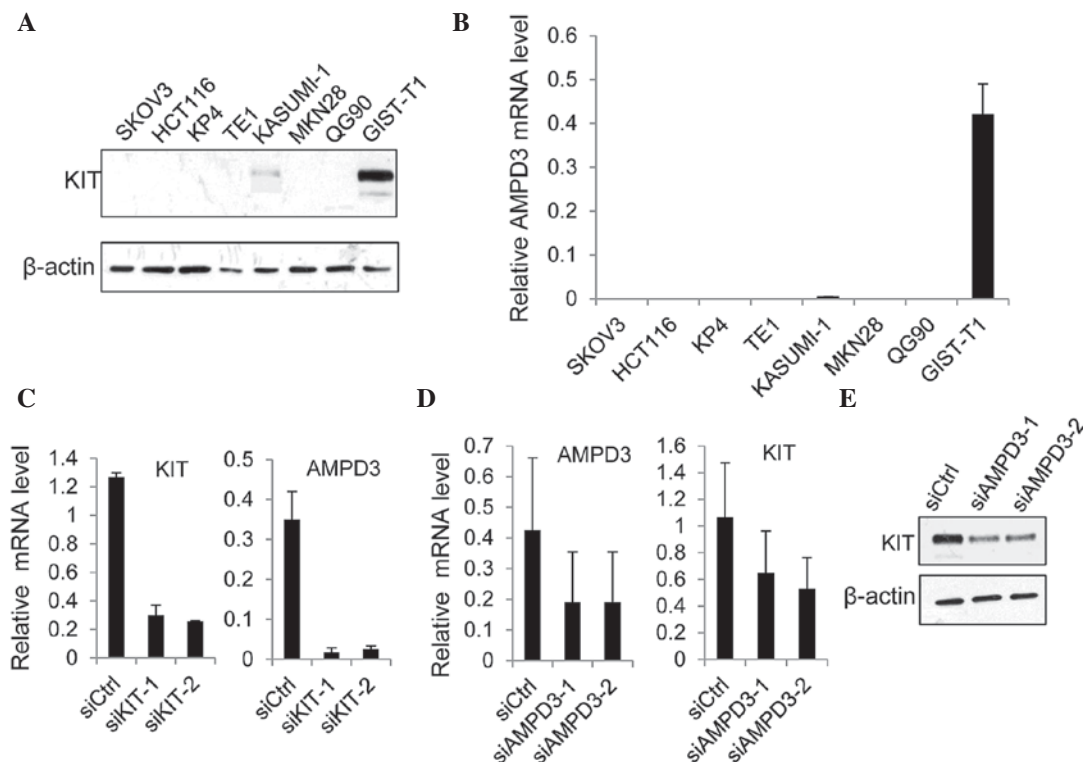 A
SKOV3
HCT116
KP4
TE1
KASUMI-1
MKN28
QG90
GIST-T1
KIT
β-actin
B
Relative AMPD3 mRNA level
0.6
0.5
0.4
0.3
0.2
0.1
0
SKOV3
HCT116
KP4
TE1
KASUMI-1
MKN28
QG90
GIST-T1
C
Relative mRNA level
KIT
1.4
1.2
1
0.8
0.6
0.4
0.2
0
siCtrl
siKIT-1
siKIT-2
AMPD3
0.5
0.4
0.3
0.2
0.1
0
siCtrl
siKIT-1
siKIT-2
D
Relative mRNA level
AMPD3
0.7
0.6
0.5
0.4
0.3
0.2
0.1
0
siCtrl
siAMPD3-1
siAMPD3-2
KIT
1.6
1.4
1.2
1
0.8
0.6
0.4
0.2
0
siCtrl
siAMPD3-1
siAMPD3-2
E
siCtrl
siAMPD3-1
siAMPD3-2
KIT
β-actin